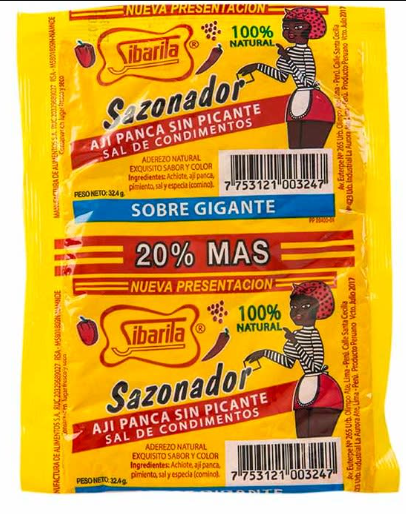 NUEVA PRESENTACION
Sibarita ®
100%
NATURAL
Sazonador
AJI PANCA SIN PICANTE
SAL DE CONDIMENTOS
ADEREZO NATURAL
EXQUISITO SABOR Y COLOR
Ingredientes: Achiote, ají panca,
pimiento, sal y especia (comino).
PESO NETO: 32.4 g.
7 753121 003247
SOBRE GIGANTE
20% MAS
NUEVA PRESENTACION
Sibarita ®
100%
NATURAL
Sazonador
AJI PANCA SIN PICANTE
SAL DE CONDIMENTOS
ADEREZO NATURAL
EXQUISITO SABOR Y COLOR
Ingredientes: Achiote, ají panca,
pimiento, sal y especia (comino).
PESO NETO: 32.4 g.
7 753121 003247